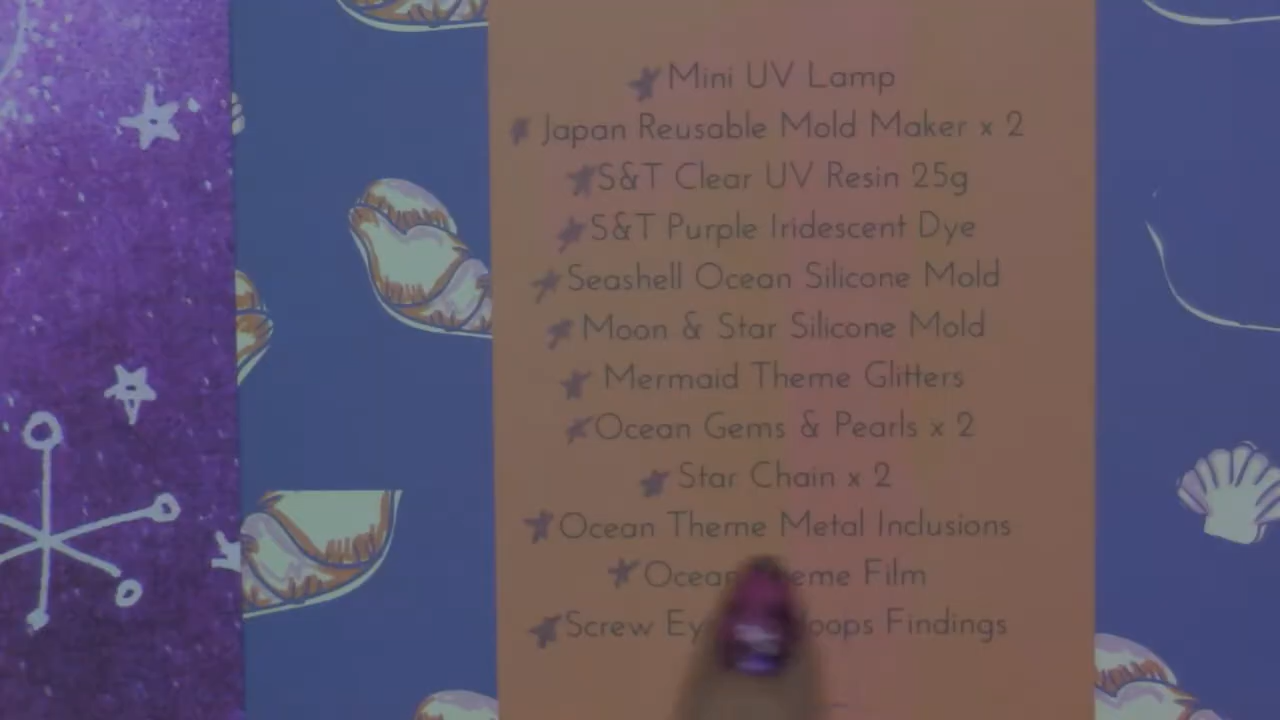 Mini UV Lamp
Japan Reusable Mold Maker x 2
S&T Clear UV Resin 25g
S&T Purple Iridescent Dye
Seashell Ocean Silicone Mold
Moon & Star Silicone Mold
Mermaid Theme Glitters
Ocean Gems & Pearls x 2
Star Chain x 2
Ocean Theme Metal Inclusions
Film
Screw Findings